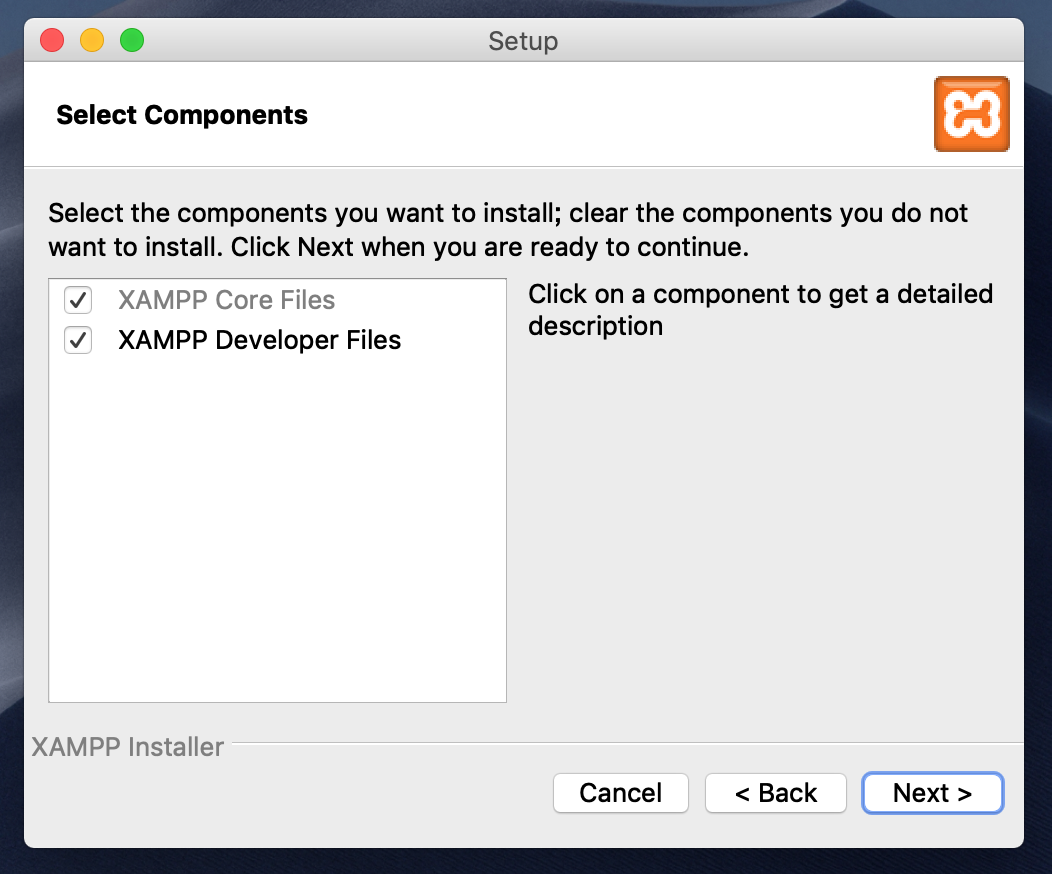 Setup
Select Components
Select the components you want to install; clear the components you do not
want to install. Click Next when you are ready to continue.
XAMPP Core Files
XAMPP Developer Files
Click on a component to get a detailed
description
XAMPP Installer
Cancel
< Back
Next >